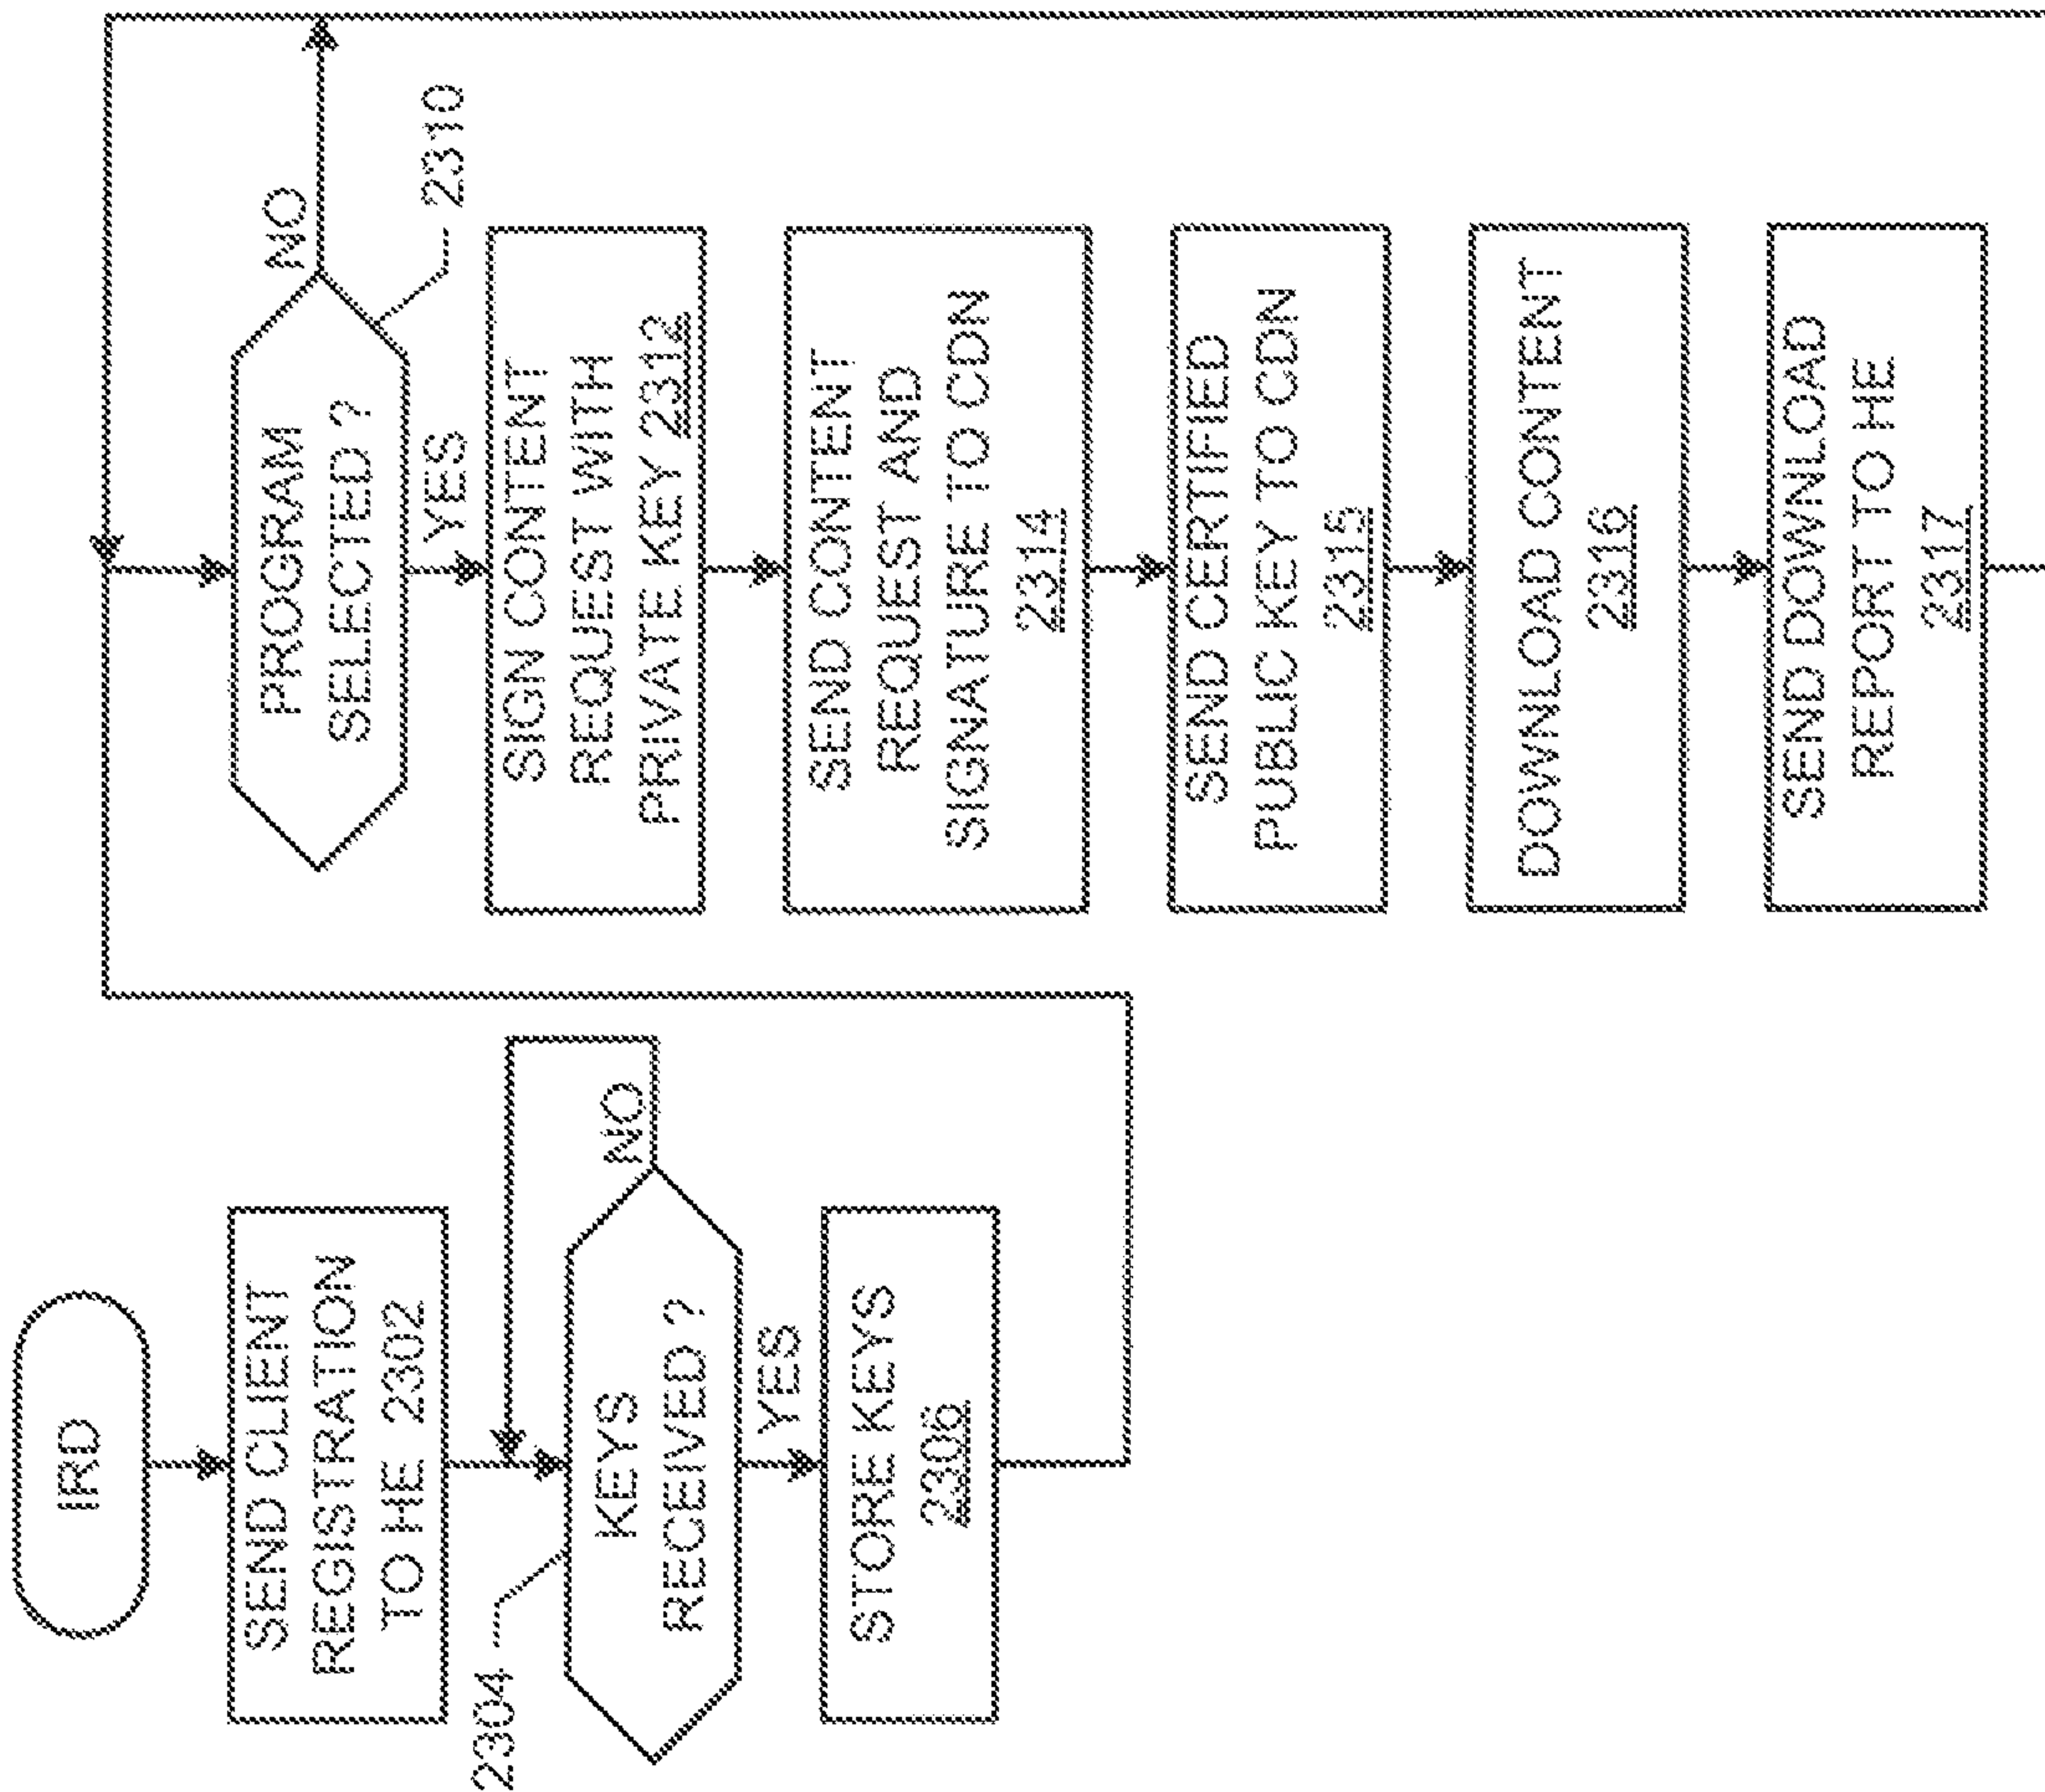 IRD
SEND CLIENT
REGISTRATION
TO HE 2302
2304
KEYS
RECEIVED ?
NO
YES
STORE KEYS
2306
PROGRAM
SELECTED ?
NO
2310
YES
SIGN CONTENT
REQUEST WITH
PRIVATE KEY 2312
SEND CONTENT
REQUEST AND
SIGNATURE TO CDN
2314
SEND CERTIFIED
PUBLIC KEY TO CDN
2315
DOWNLOAD CONTENT
2316
SEND DOWNLOAD
REPORT TO HE
2317